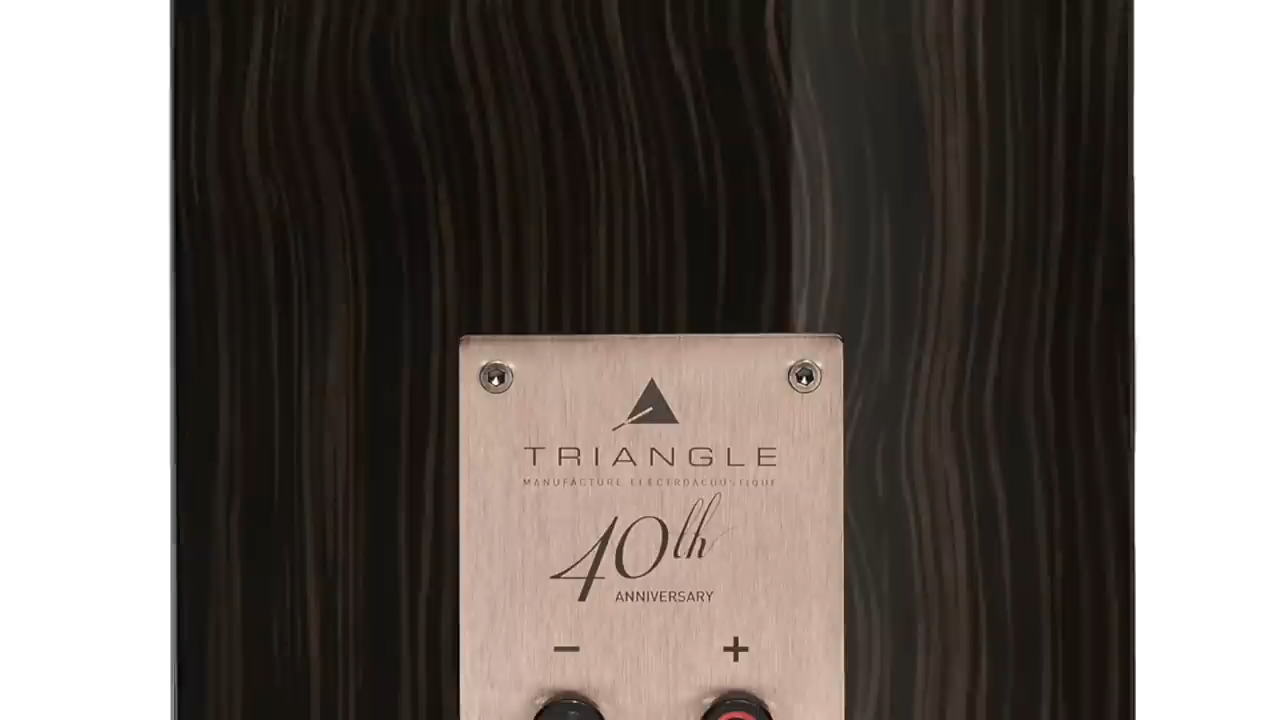 TRIANGLE
MANUFACTURE ELECTROACOUSTIQUE
40th
ANNIVERSARY
− +